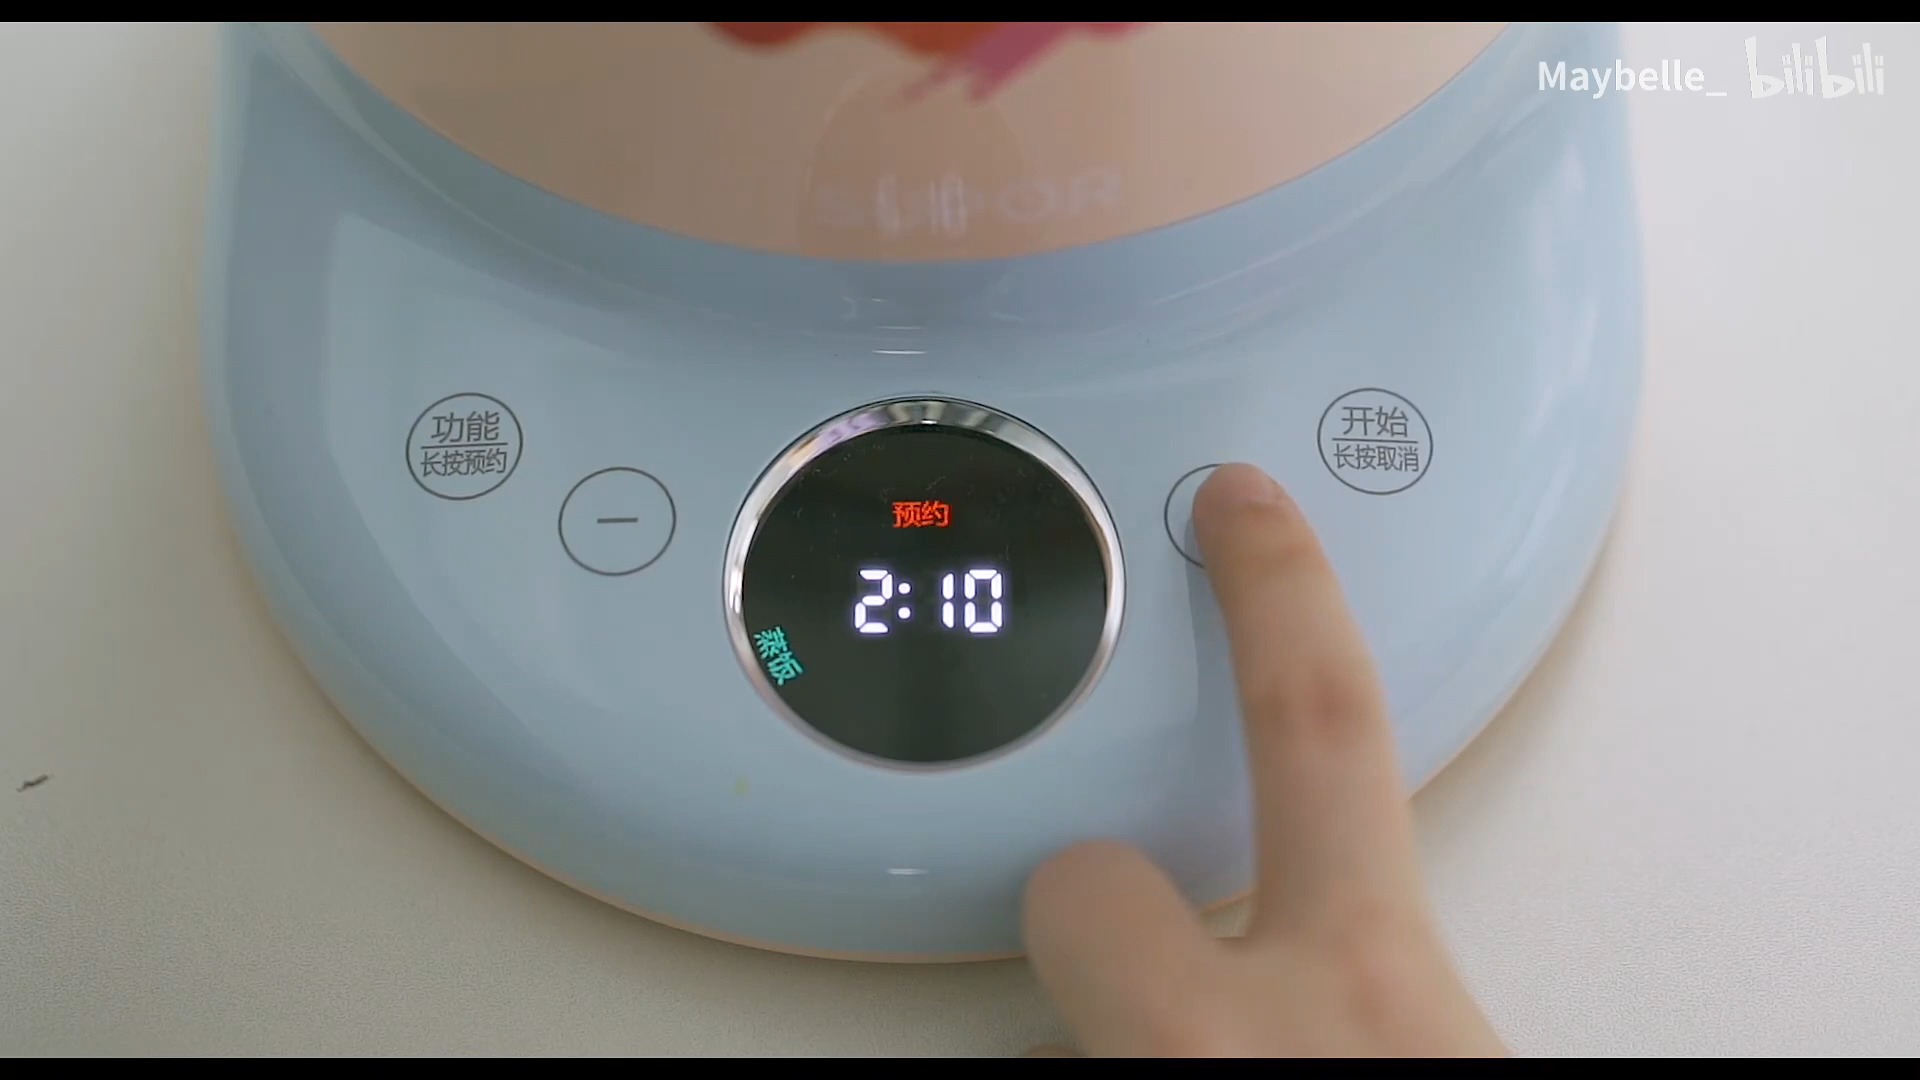 Maybelle_ bilibili
SUPOR
功能
长按预约
开始
长按取消
—
预约
2:10
蒸饭